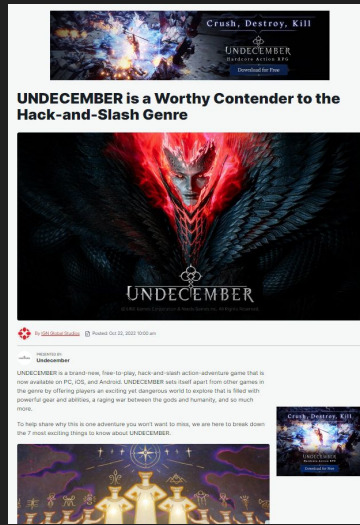 Crush, Destroy, Kill
UNDECEMBER
Hardcore Action RPG
Download for Free
UNDECEMBER is a Worthy Contender to the
Hack-and-Slash Genre
UNDECEMBER
By IGN Global Studios Posted: Oct 22, 2022 10:00 am
PRESENTED BY
Undecember
UNDECEMBER is a brand-new, free-to-play, hack-and-slash action-adventure game that is
now available on PC, iOS, and Android. UNDECEMBER sets itself apart from other games in
the genre by offering players an exciting yet dangerous world to explore that is filled with
powerful gear and abilities, a raging war between the gods and humanity, and so much
more.
To help share why this is one adventure you won't want to miss, we are here to break down
the 7 most exciting things to know about UNDECEMBER.
Crush, Destroy, Kill
UNDECEMBER
Download for Free